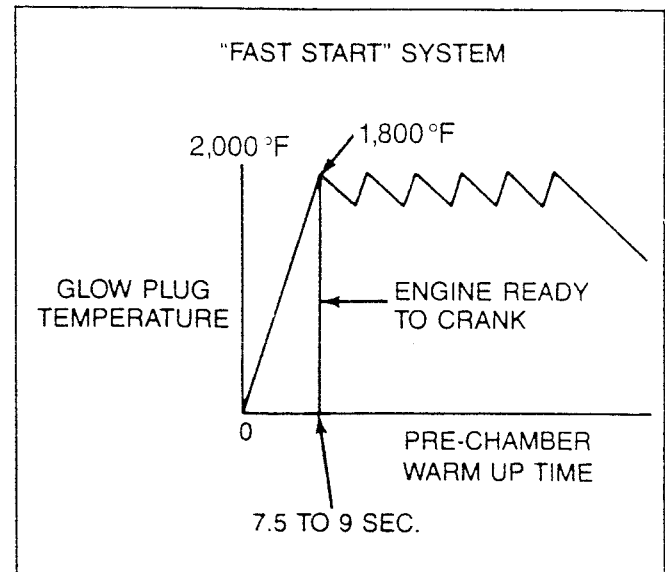 "FAST START" SYSTEM
2,000 °F
1,800 °F
GLOW PLUG
TEMPERATURE
ENGINE READY
TO CRANK
0
PRE-CHAMBER
WARM UP TIME
7.5 TO 9 SEC.